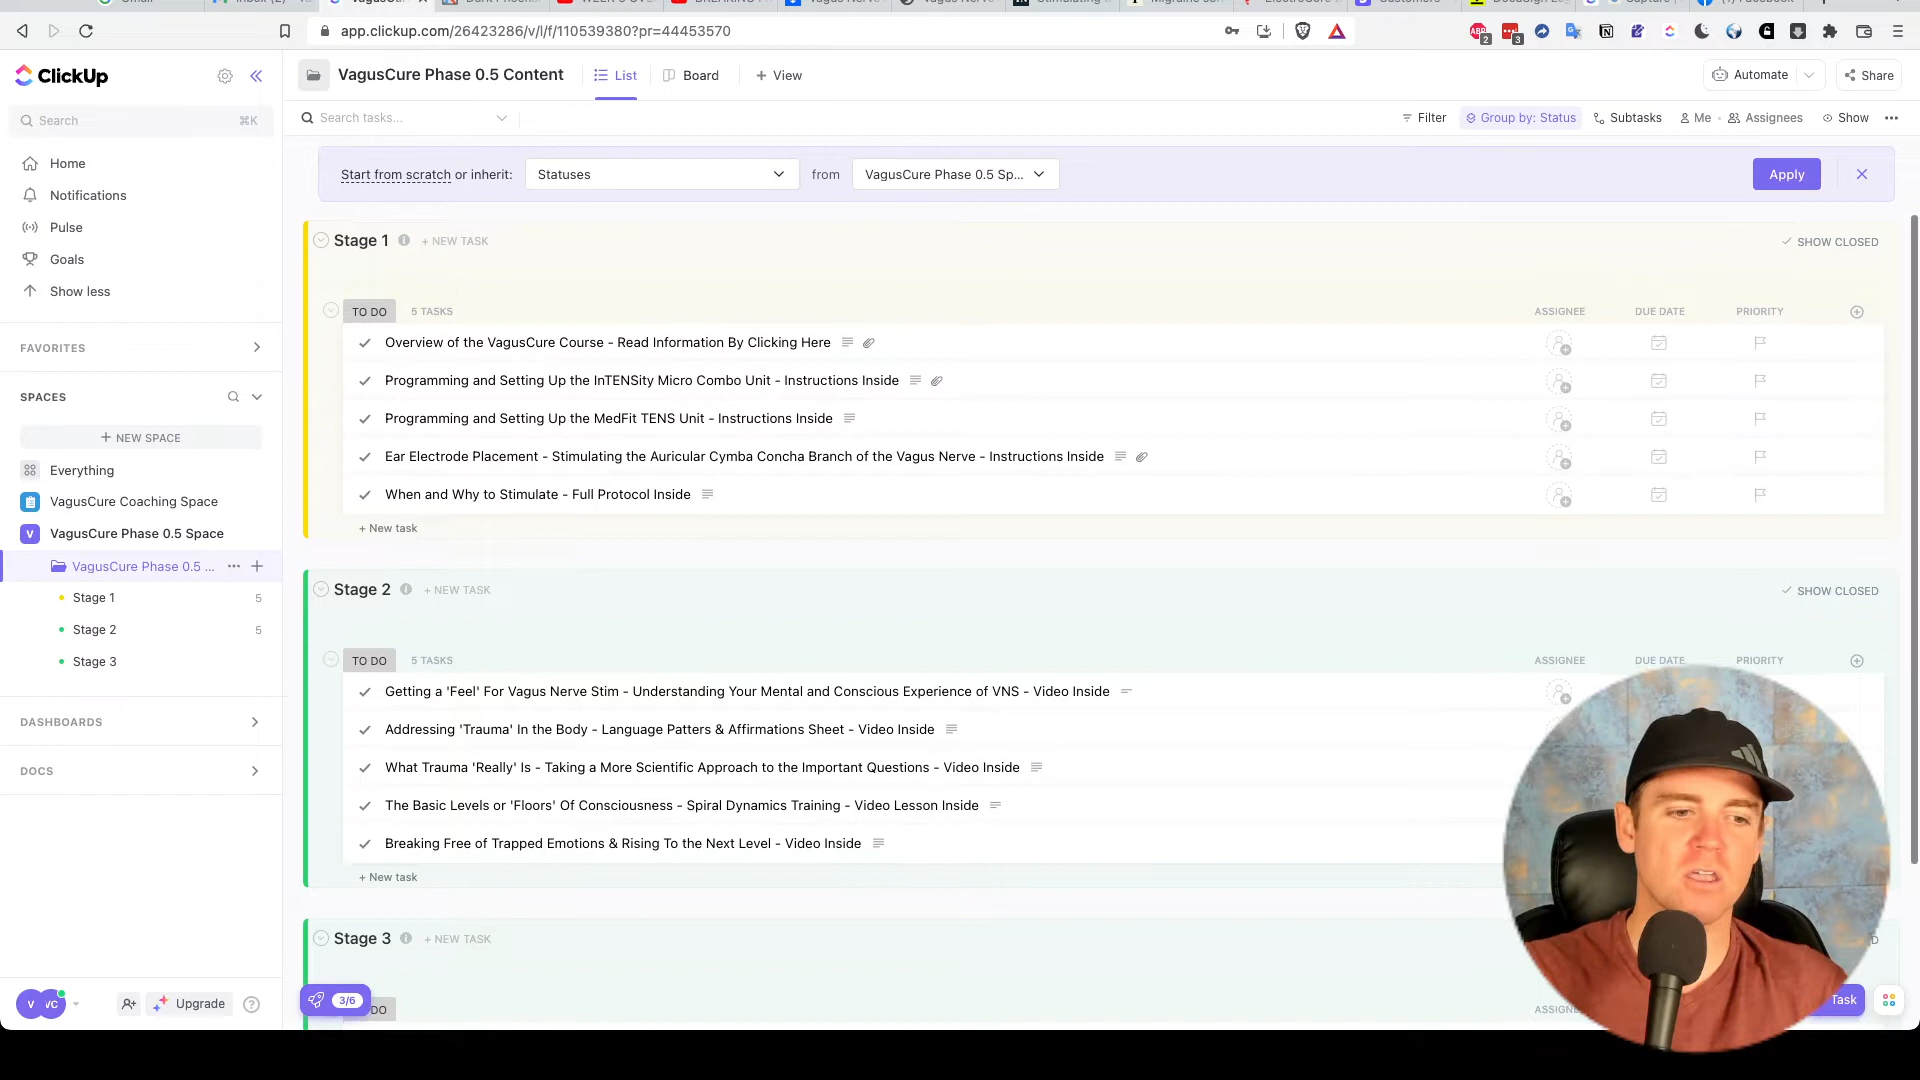 app.clickup.com/26423286/v/l/f/110539380?pr=44453570
2
3
ClickUp
VagusCure Phase 0.5 Content
List
Board
+ View
Automate
Share
Search
⌘K
Search tasks...
Filter
Group by: Status
Subtasks
Me
Assignees
Show
Home
Notifications
Pulse
Goals
Show less
Start from scratch or inherit:
Statuses
from
VagusCure Phase 0.5 Sp...
Apply
FAVORITES
SPACES
+ NEW SPACE
Everything
VagusCure Coaching Space
V
VagusCure Phase 0.5 Space
VagusCure Phase 0.5 ...
Stage 1
5
Stage 2
5
Stage 3
DASHBOARDS
DOCS
Stage 1
+ NEW TASK
SHOW CLOSED
TO DO
5 TASKS
ASSIGNEE
DUE DATE
PRIORITY
Overview of the VagusCure Course - Read Information By Clicking Here
Programming and Setting Up the InTENSity Micro Combo Unit - Instructions Inside
Programming and Setting Up the MedFit TENS Unit - Instructions Inside
Ear Electrode Placement - Stimulating the Auricular Cymba Concha Branch of the Vagus Nerve - Instructions Inside
When and Why to Stimulate - Full Protocol Inside
+ New task
Stage 2
+ NEW TASK
SHOW CLOSED
TO DO
5 TASKS
ASSIGNEE
DUE DATE
PRIORITY
Getting a 'Feel' For Vagus Nerve Stim - Understanding Your Mental and Conscious Experience of VNS - Video Inside
Addressing 'Trauma' In the Body - Language Patters & Affirmations Sheet - Video Inside
What Trauma 'Really' Is - Taking a More Scientific Approach to the Important Questions - Video Inside
The Basic Levels or 'Floors' Of Consciousness - Spiral Dynamics Training - Video Lesson Inside
Breaking Free of Trapped Emotions & Rising To the Next Level - Video Inside
+ New task
Stage 3
+ NEW TASK
DO
ASSIGNE
V
VC
Upgrade
3/6
Task